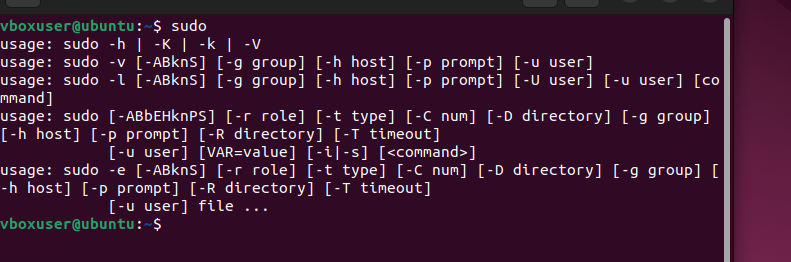 vboxuser@ubuntu:~$ sudo
usage: sudo -h | -K | -k | -V
usage: sudo -v [-ABknS] [-g group] [-h host] [-p prompt] [-u user]
usage: sudo -l [-ABknS] [-g group] [-h host] [-p prompt] [-U user] [-u user] [co
mmand]
usage: sudo [-ABbEHknPS] [-r role] [-t type] [-C num] [-D directory] [-g group]
[-h host] [-p prompt] [-R directory] [-T timeout]
            [-u user] [VAR=value] [-i|-s] [<command>]
usage: sudo -e [-ABknS] [-r role] [-t type] [-C num] [-D directory] [-g group] [
-h host] [-p prompt] [-R directory] [-T timeout]
            [-u user] file ...
vboxuser@ubuntu:~$